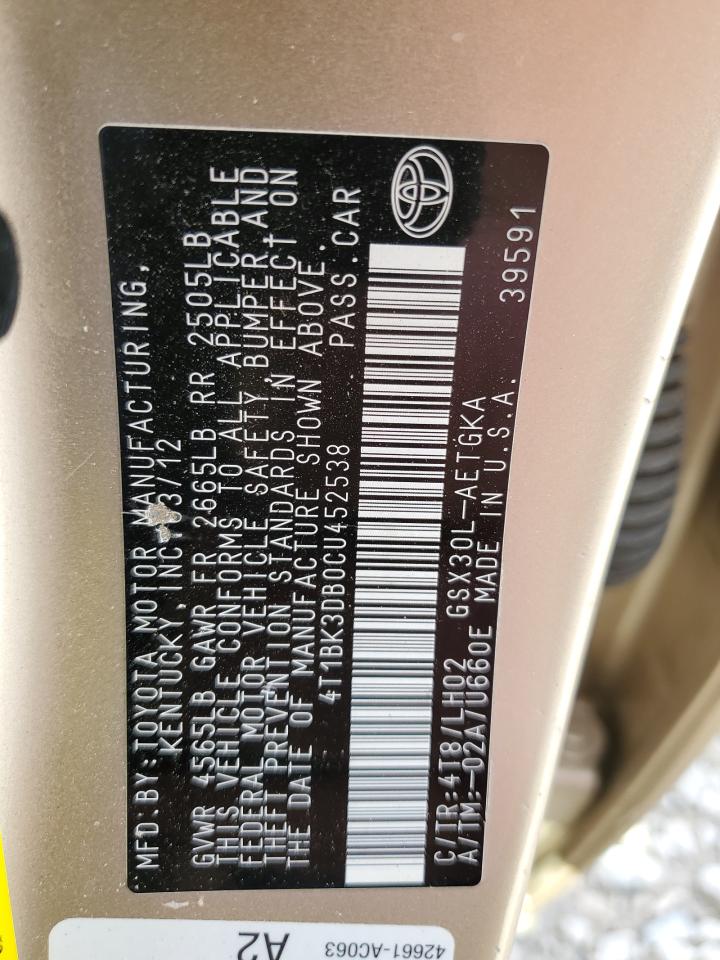 MFD.BY:TOYOTA MOTOR MANUFACTURING,
KENTUCKY, INC. 3/12
GVWR 4565LB GAWR FR 2665LB RR 2505LB
THIS VEHICLE CONFORMS TO ALL APPLICABLE
FEDERAL MOTOR VEHICLE SAFETY, BUMPER, AND
THEFT PREVENTION STANDARDS IN EFFECT ON
THE DATE OF MANUFACTURE SHOWN ABOVE.
4T1BK3DB0CU452538 PASS.CAR
C/TR:4T8/LH02 GSX30L-AETGKA
A/TM:-02A/U660E MADE IN U.S.A. 39591
A2
42661-AC063